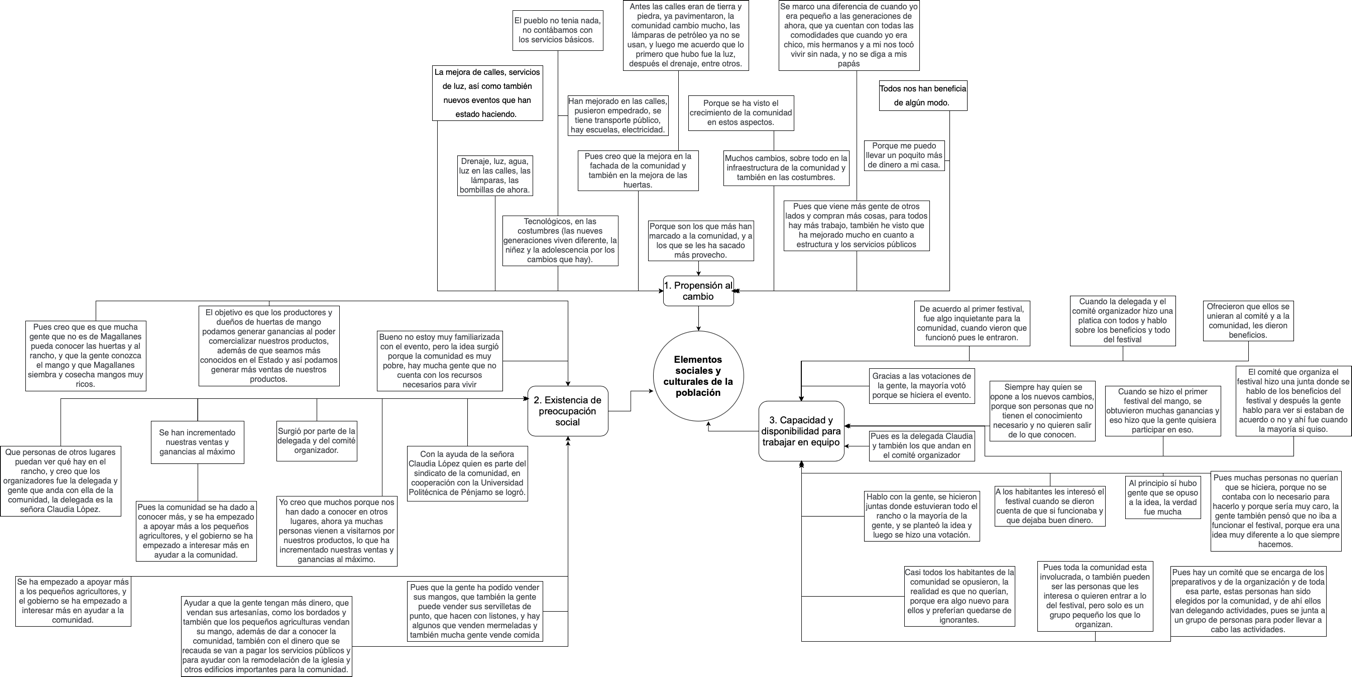 El pueblo no tenia nada,
no contábamos con
los servicios básicos.
Antes las calles eran de tierra y
piedra, ya pavimentaron, la
comunidad cambio mucho, las
lámparas de petróleo ya no se
usan, y luego me acuerdo que lo
primero que hubo fue la luz,
después el drenaje, entre otros.
Se marco una diferencia de cuando yo
era pequeño a las generaciones de
ahora, que ya cuentan con todas las
comodidades que cuando yo era
chico, mis hermanos y a mi nos tocó
vivir sin nada, y no se diga a mis
papás
La mejora de calles, servicios
de luz, así como también
nuevos eventos que han
estado haciendo.
Han mejorado en las calles,
pusieron empedrado, se
tiene transporte público,
hay escuelas, electricidad.
Porque se ha visto el
crecimiento de la comunidad
en estos aspectos.
Todos nos han beneficia
de algún modo.
Drenaje, luz, agua,
luz en las calles, las
lámparas, las
bombillas de ahora.
Pues creo que la mejora en la
fachada de la comunidad y
también en la mejora de las
huertas.
Muchos cambios, sobre todo en la
infraestructura de la comunidad y
también en las costumbres.
Porque me puedo
llevar un poquito más
de dinero a mi casa.
Tecnológicos, en las
costumbres (las nueves
generaciones viven diferente, la
niñez y la adolescencia por los
cambios que hay).
Porque son los que más han
marcado a la comunidad, y a
los que se les ha sacado
más provecho.
Pues que viene más gente de otros
lados y compran más cosas, para todos
hay más trabajo, también he visto que
ha mejorado mucho en cuanto a
estructura y los servicios públicos
1. Propensión al
cambio
Elementos
sociales y
culturales de la
población
Pues creo que es que mucha
gente que no es de Magallanes
pueda conocer las huertas y al
rancho, y que la gente conozca
el mango y que Magallanes
siembra y cosecha mangos muy
ricos.
El objetivo es que los productores y
dueños de huertas de mango
podamos generar ganancias al poder
comercializar nuestros productos,
además de que seamos más
conocidos en el Estado y así podamos
generar más ventas de nuestros
productos.
Bueno no estoy muy familiarizada
con el evento, pero la idea surgió
porque la comunidad es muy
pobre, hay mucha gente que no
cuenta con los recursos
necesarios para vivir
2. Existencia de
preocupación
social
Que personas de otros lugares
puedan ver qué hay en el
rancho, y creo que los
organizadores fue la delegada y
gente que anda con ella de la
comunidad, la delegada es la
señora Claudia López.
Se han incrementado
nuestras ventas y
ganancias al máximo
Surgió por parte de la
delegada y del comité
organizador.
Con la ayuda de la señora
Claudia López quien es parte del
sindicato de la comunidad, en
cooperación con la Universidad
Politécnica de Pénjamo se logró.
Pues la comunidad se ha dado a
conocer más, y se ha empezado
a apoyar más a los pequeños
agricultores, y el gobierno se ha
empezado a interesar más en
ayudar a la comunidad.
Yo creo que muchos porque nos
han dado a conocer en otros
lugares, ahora ya muchas
personas vienen a visitarnos por
nuestros productos, lo que ha
incrementado nuestras ventas y
ganancias al máximo.
Se ha empezado a apoyar más
a los pequeños agricultores, y
el gobierno se ha empezado a
interesar más en ayudar a la
comunidad.
Ayudar a que la gente tengan más dinero, que
vendan sus artesanías, como los bordados y
también que los pequeños agriculturas vendan
su mango, además de dar a conocer la
comunidad, también con el dinero que se
recauda se van a pagar los servicios públicos y
para ayudar con la remodelación de la iglesia y
otros edificios importantes para la comunidad.
Pues que la gente ha podido vender
sus mangos, que también la gente
puede vender sus servilletas de
punto, que hacen con listones, y hay
algunos que venden mermeladas y
también mucha gente vende comida
De acuerdo al primer festival,
fue algo inquietante para la
comunidad, cuando vieron que
funcionó pues le entraron.
Cuando la delegada y el
comité organizador hizo una
platica con todos y hablo
sobre los beneficios y todo
del festival
Ofrecieron que ellos se
unieran al comité y a la
comunidad, les dieron
beneficios.
Gracias a las votaciones de
la gente, la mayoría votó
porque se hiciera el evento.
Siempre hay quien se
opone a los nuevos cambios,
porque son personas que no
tienen el conocimiento
necesario y no quieren salir
de lo que conocen.
Cuando se hizo el primer
festival del mango, se
obtuvieron muchas ganancias y
eso hizo que la gente quisiera
participar en eso.
El comité que organiza el
festival hizo una junta donde se
hablo de los beneficios del
festival y después la gente
hablo para ver si estaban de
acuerdo o no y ahí fue cuando
la mayoría si quiso.
3. Capacidad y
disponibilidad para
trabajar en equipo
Pues es la delegada Claudia
y también los que andan en
el comité organizador
Hablo con la gente, se hicieron
juntas donde estuvieran todo el
rancho o la mayoría de la
gente, y se planteó la idea y
luego se hizo una votación.
A los habitantes les interesó el
festival cuando se dieron
cuenta de que si funcionaba y
que dejaba buen dinero.
Al principio sí hubo
gente que se opuso
a la idea, la verdad
fue mucha
Pues muchas personas no querían
que se hiciera, porque no se
contaba con lo necesario para
hacerlo y porque sería muy caro, la
gente también pensó que no iba a
funcionar el festival, porque era una
idea muy diferente a lo que siempre
hacemos.
Casi todos los habitantes de la
comunidad se opusieron, la
realidad es que no querían,
porque era algo nuevo para
ellos y preferían quedarse de
ignorantes.
Pues toda la comunidad esta
involucrada, o también pueden
ser las personas que les
interesa o quieren entrar a lo
del festival, pero solo es un
grupo pequeño los que lo
organizan.
Pues hay un comité que se encarga de los
preparativos y de la organización y de toda
esa parte, estas personas han sido
elegidos por la comunidad, y de ahí ellos
van delegando actividades, pues se junta a
un grupo de personas para poder llevar a
cabo las actividades.